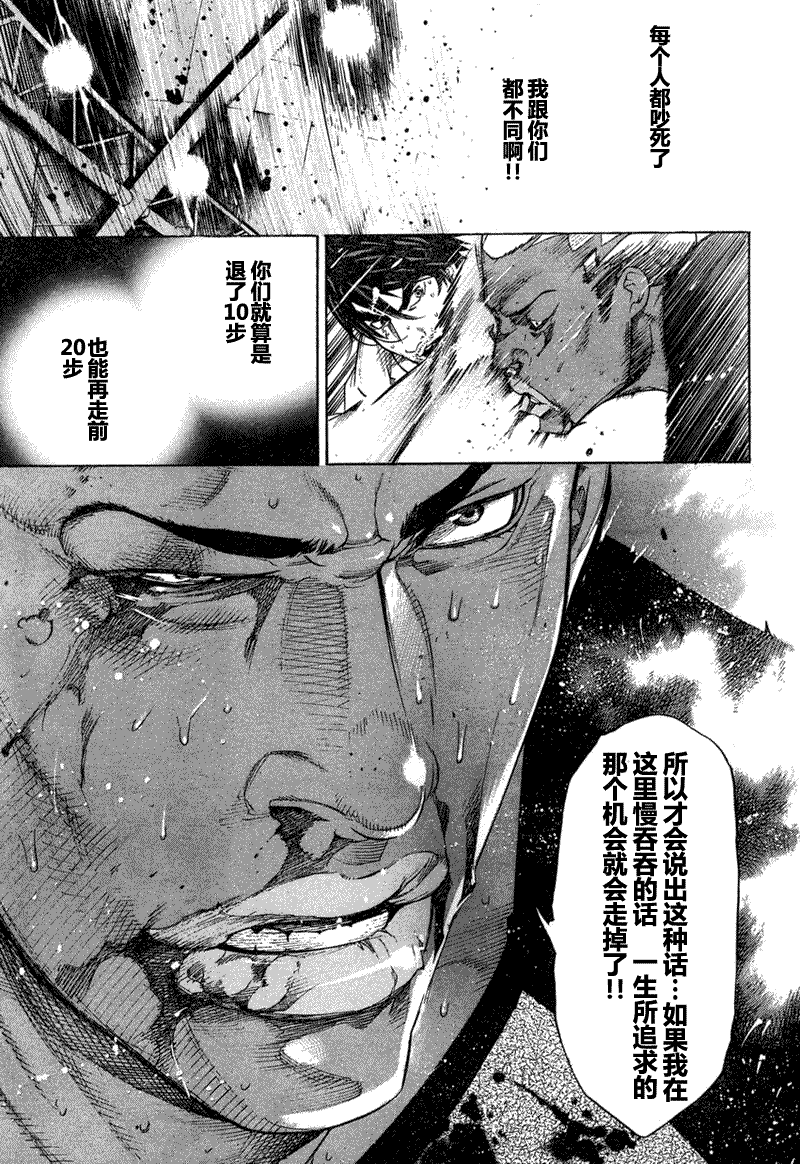 每个人都吵死了
我跟你们
都不同啊!!
你们就算是
退了10步
也能再走前
20步
所以才会说出这种话…如果我在
这里慢吞吞的话 一生所追求的
那个机会就会走掉了!!